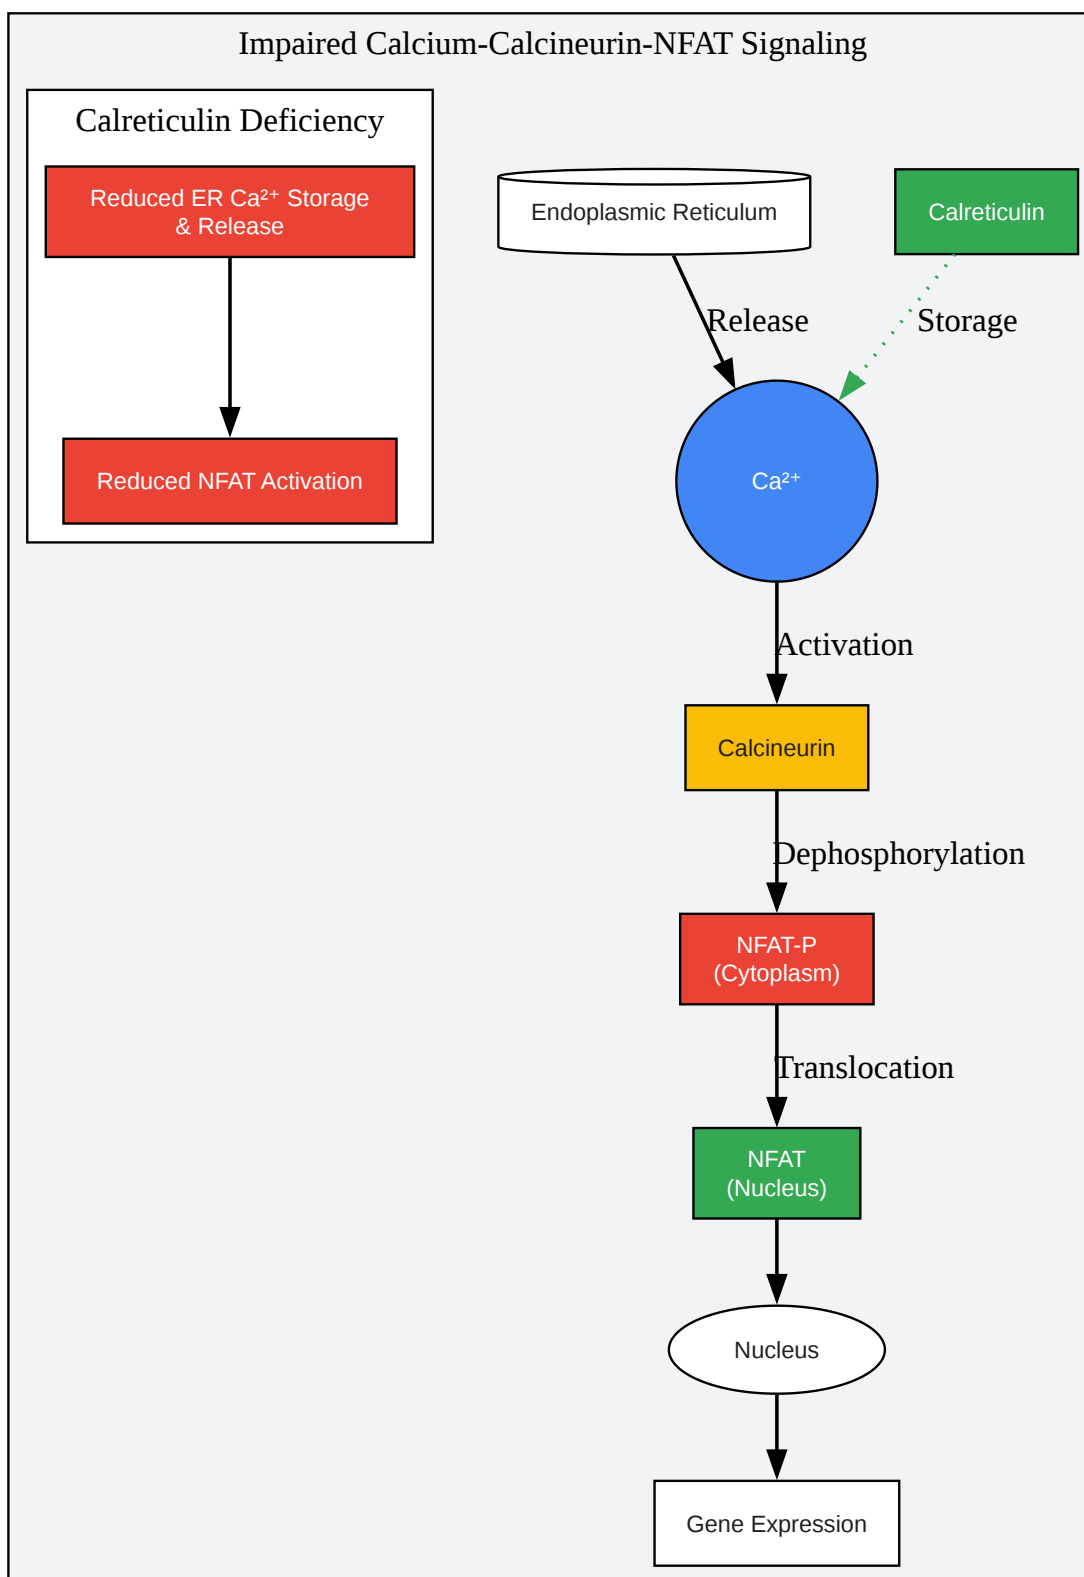 Impaired Calcium-Calcineurin-NFAT Signaling
Calreticulin Deficiency
Reduced ER Ca²⁺ Storage
& Release
Reduced NFAT Activation
Endoplasmic Reticulum
Calreticulin
Release
Storage
Ca²⁺
Activation
Calcineurin
Dephosphorylation
NFAT-P
(Cytoplasm)
Translocation
NFAT
(Nucleus)
Nucleus
Gene Expression